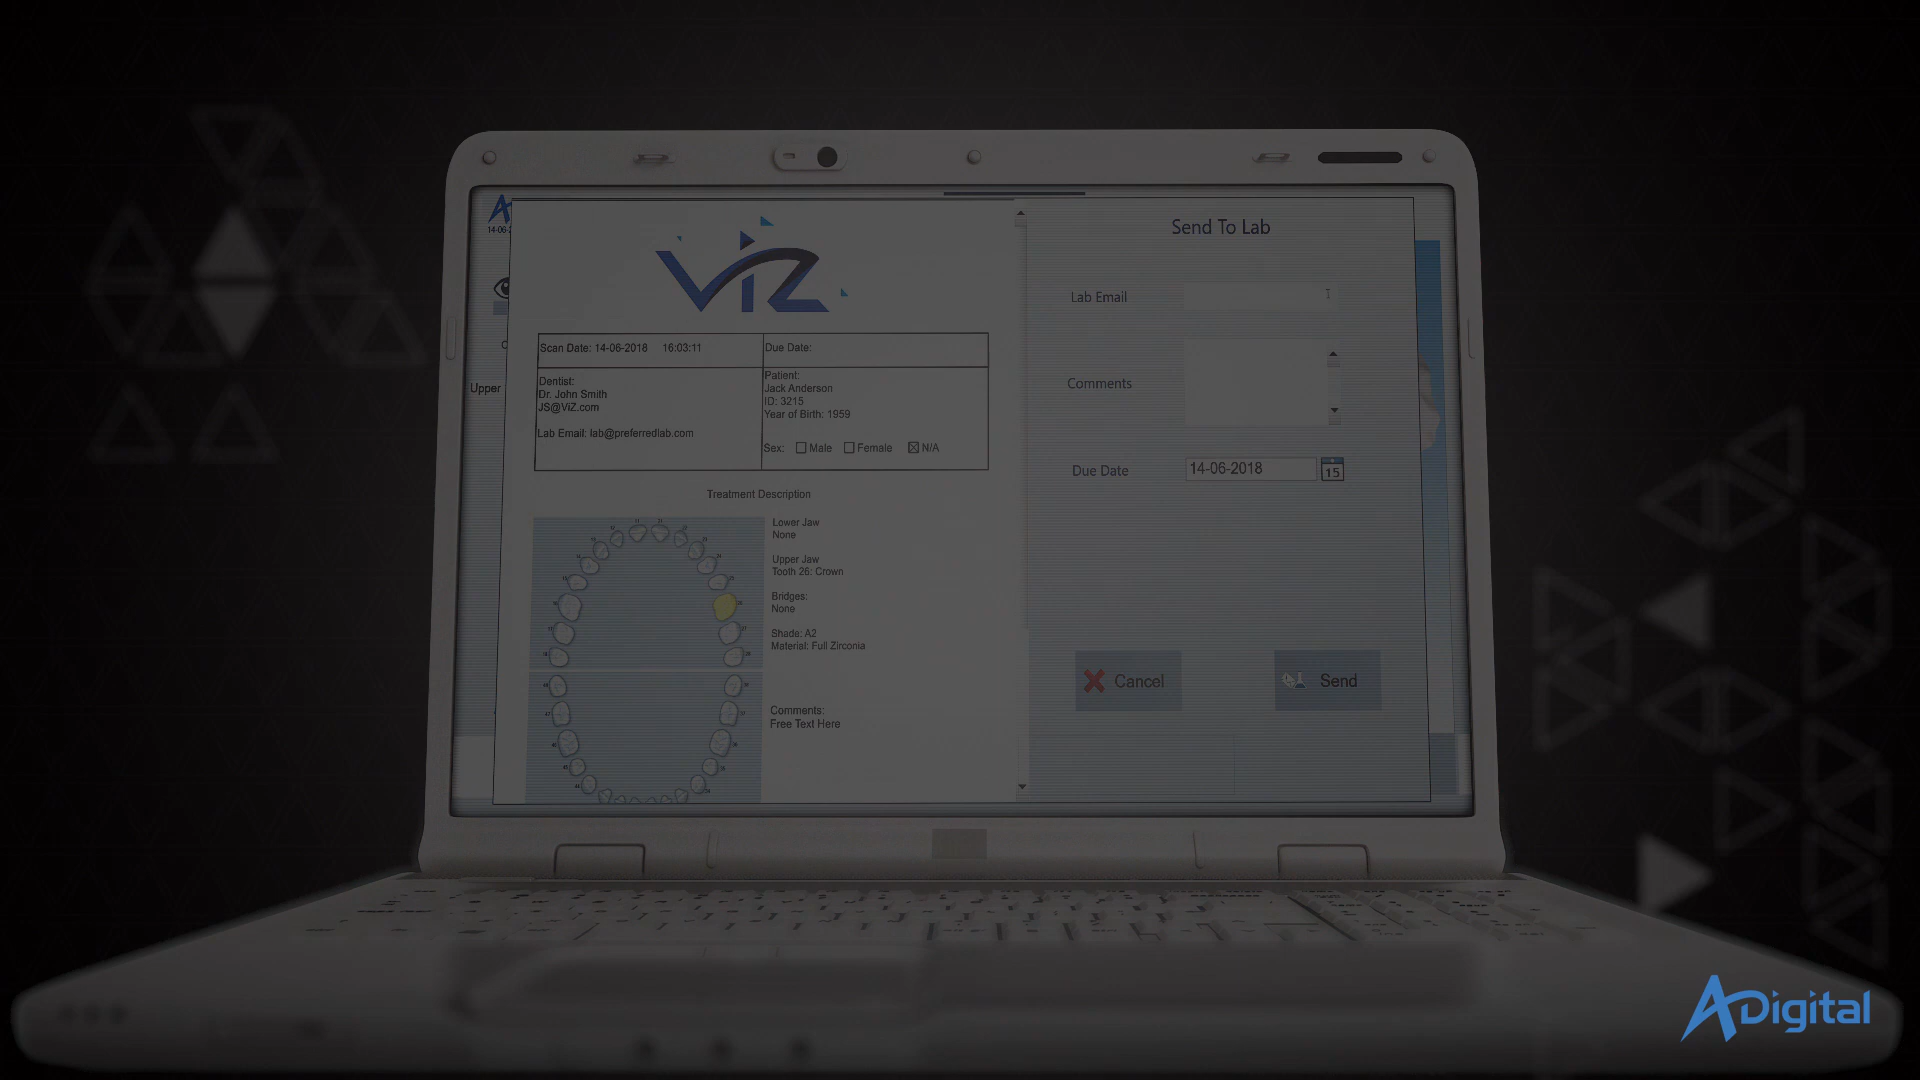 Send To Lab
ViZ
Lab Email
Scan Date: 14-06-2018 16:03:11
Due Date:
Dentist:
Dr. John Smith
JS@ViZ.com
Lab Email: lab@preferredlab.com
Patient:
Jack Anderson
ID: 3215
Year of Birth: 1959
Sex: Male Female N/A
Comments
Upper
Due Date 14-06-2018 15
Treatment Description
Lower Jaw
None
Upper Jaw
Tooth 26: Crown
Bridges:
None
Shade: A2
Material: Full Zirconia
Comments:
Free Text Here
Cancel
Send
ADigital